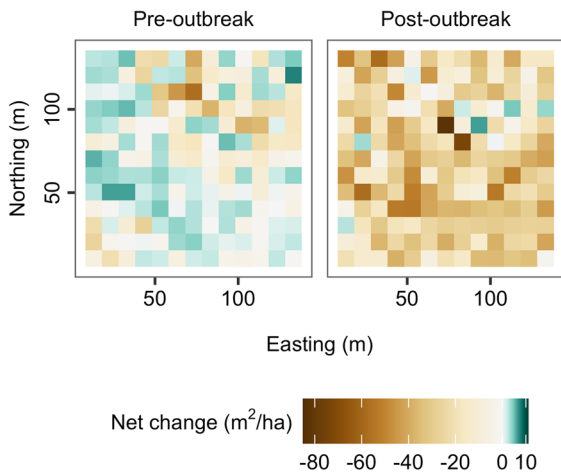 Pre-outbreak Post-outbreak
Northing (m)
100
50
50 100 50 100
Easting (m)
Net change (m²/ha)
-80 -60 -40 -20 0 10